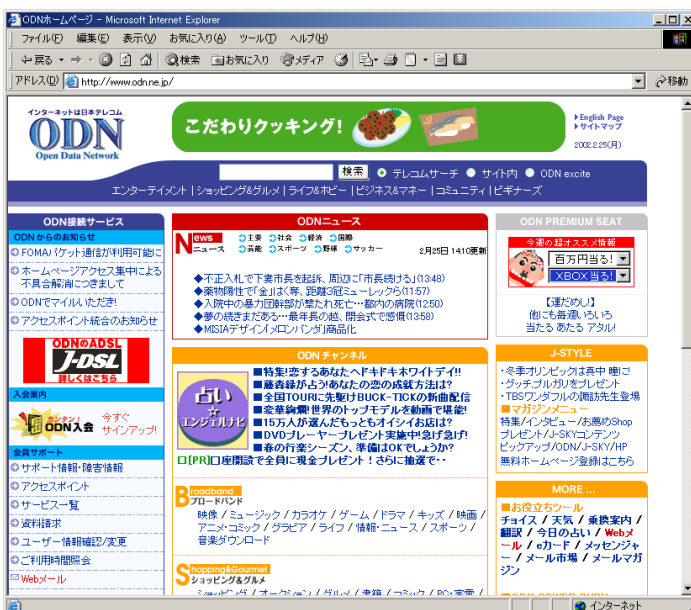 ODNホームページ - Microsoft Internet Explorer
ファイル(F) 編集(E) 表示(V) お気に入り(A) ツール(T) ヘルプ(H)
戻る 検索 お気に入り メディア
アドレス(D) http://www.odn.ne.jp/ 移動
インターネットは日本テレコム
ODN
Open Data Network
こだわりクッキング!
English Page
サイトマップ
2002.2.25(月)
検索 テレコムサーチ サイト内 ODN excite
エンターテイメント | ショッピング&グルメ | ライフ&ホビー | ビジネス&マネー | コミュニティ | ビギナーズ
ODN接続サービス
ODNからのお知らせ
FOMAパケット通信が利用可能に
ホームページアクセス集中による
不具合解消につきまして
ODNでマイルいただき!
アクセスポイント統合のお知らせ
ODNのADSL
J-DSL
詳しくはこちら
入会案内
カンタン!
ODN入会
今すぐ
サインアップ!
会員サポート
サポート情報・障害情報
アクセスポイント
サービス一覧
資料請求
ユーザー情報確認/変更
ご利用時間照会
Webメール
ODNニュース
News
ニュース
主要 社会 経済 国際
芸能 スポーツ 野球 サッカー
2月25日 14:10更新
◆不正入札で下妻市長を起訴、周辺に「市長続ける」(13:48)
◆薬物陽性で「金」はく奪、距離3冠ミューレックら(11:57)
◆入院中の暴力団幹部が撃たれ死亡…都内の病院(12:50)
◆夢の続きまだある…最年長の越、閉会式で感慨(13:58)
◆MISIAデザイン「メロンパンダ」商品化
ODN チャンネル
占い
☆
エンジェルナビ
■特集!恋するあなたへドキドキホワイトデイ!!
■藤森緑が占う!あなたの恋の成就方法は?
■全国TOURに先駆けBUCK-TICKの新曲配信
■豪華絢爛!世界のトップモデルを動画で堪能!
■15万人が選んだもっともオイシイお店は?
■DVDプレーヤープレゼント実施中!急げ急げ!
■春の行楽シーズン、準備はOKでしょうか?
□[PR]口座開設で全員に現金プレゼント!さらに抽選で‥
Broadband
ブロードバンド
映像 / ミュージック / カラオケ / ゲーム / ドラマ / キッズ / 映画 /
アニメ・コミック / グラビア / ライフ / 情報・ニュース / スポーツ /
音楽ダウンロード
Shopping&Gourmet
ショッピング&グルメ
ショッピング / オークション / グルメ / 書籍 / コミック / PC・家電 /
ODN PREMIUM SEAT
今週の超オススメ情報
百万円当る!
XBOX当る!
【運だめし!】
他にも毎週いろいろ
当たる あたる アタル!
J-STYLE
・冬季オリンピックは真中 瞳に
・グッチ,ブルガリをプレゼント
・TBSワンダフルの諏訪先生登場
■マガジンメニュー
特集/インタビュー/お薦めShop
プレゼント/J-SKYコンテンツ
ピックアップ/ODN/J-SKY/HP
無料ホームページ登録はこちら
MORE ...
■お役立ちツール
チョイス / 天気 / 乗換案内 /
翻訳 / 今日の占い / Webメ
ール / eカード / メッセンジャ
ー / メール市場 / メールマガ
ジン
インターネット